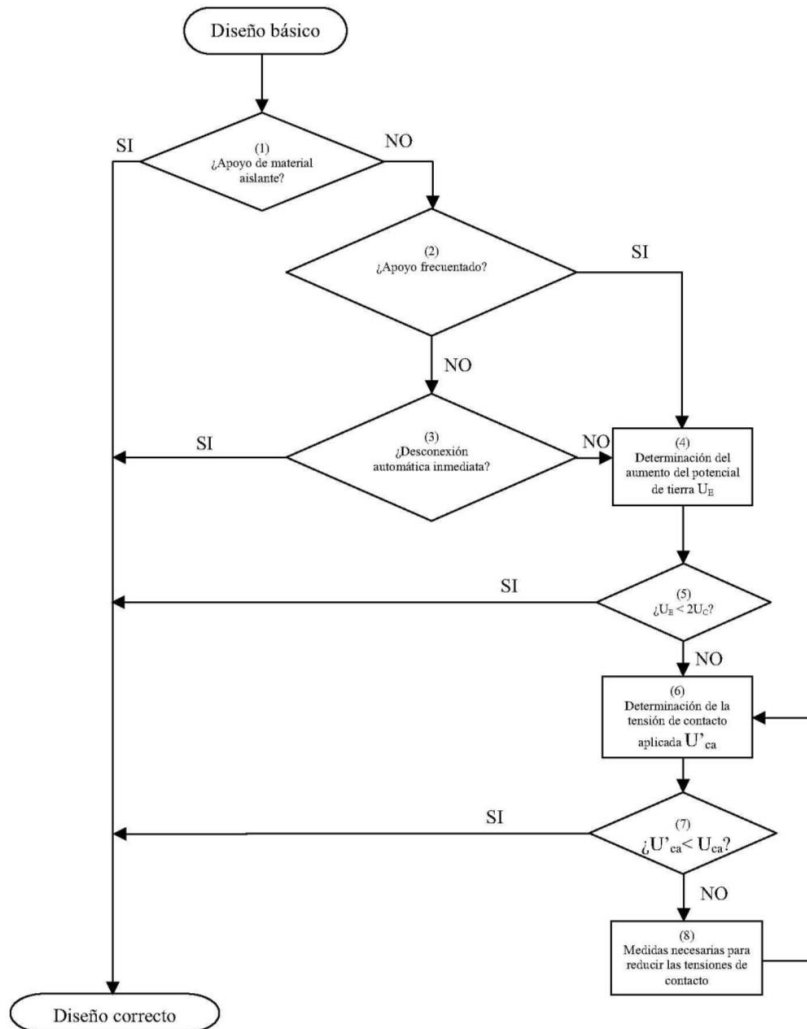 Diseño básico
SI
(1)
¿Apoyo de material
aislante?
NO
(2)
¿Apoyo frecuentado?
SI
NO
SI
(3)
¿Desconexión
automática inmediata?
NO
(4)
Determinación del
aumento del potencial
de tierra U_E
SI
(5)
¿U_E < 2U_C?
NO
(6)
Determinación de la
tensión de contacto
aplicada U'ca
SI
(7)
¿U'ca< Uca?
NO
(8)
Medidas necesarias para
reducir las tensiones de
contacto
Diseño correcto